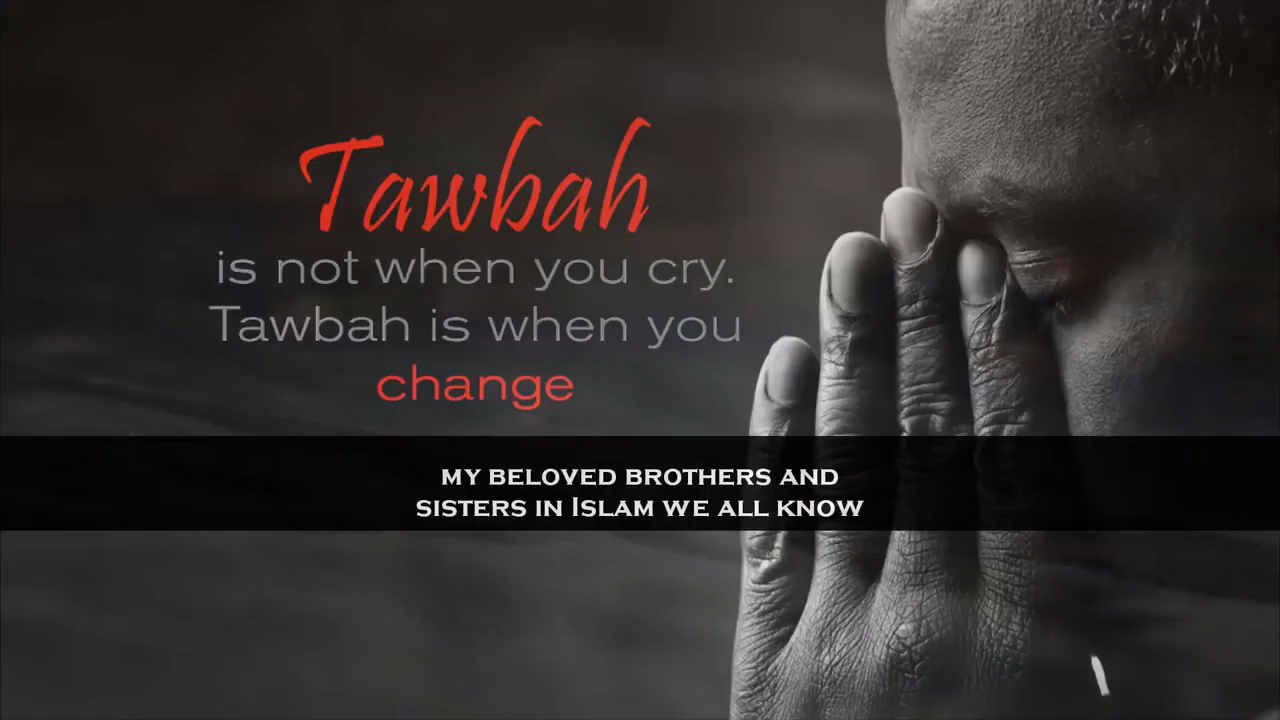 Tawbah
is not when you cry.
Tawbah is when you
change
MY BELOVED BROTHERS AND
SISTERS IN ISLAM WE ALL KNOW